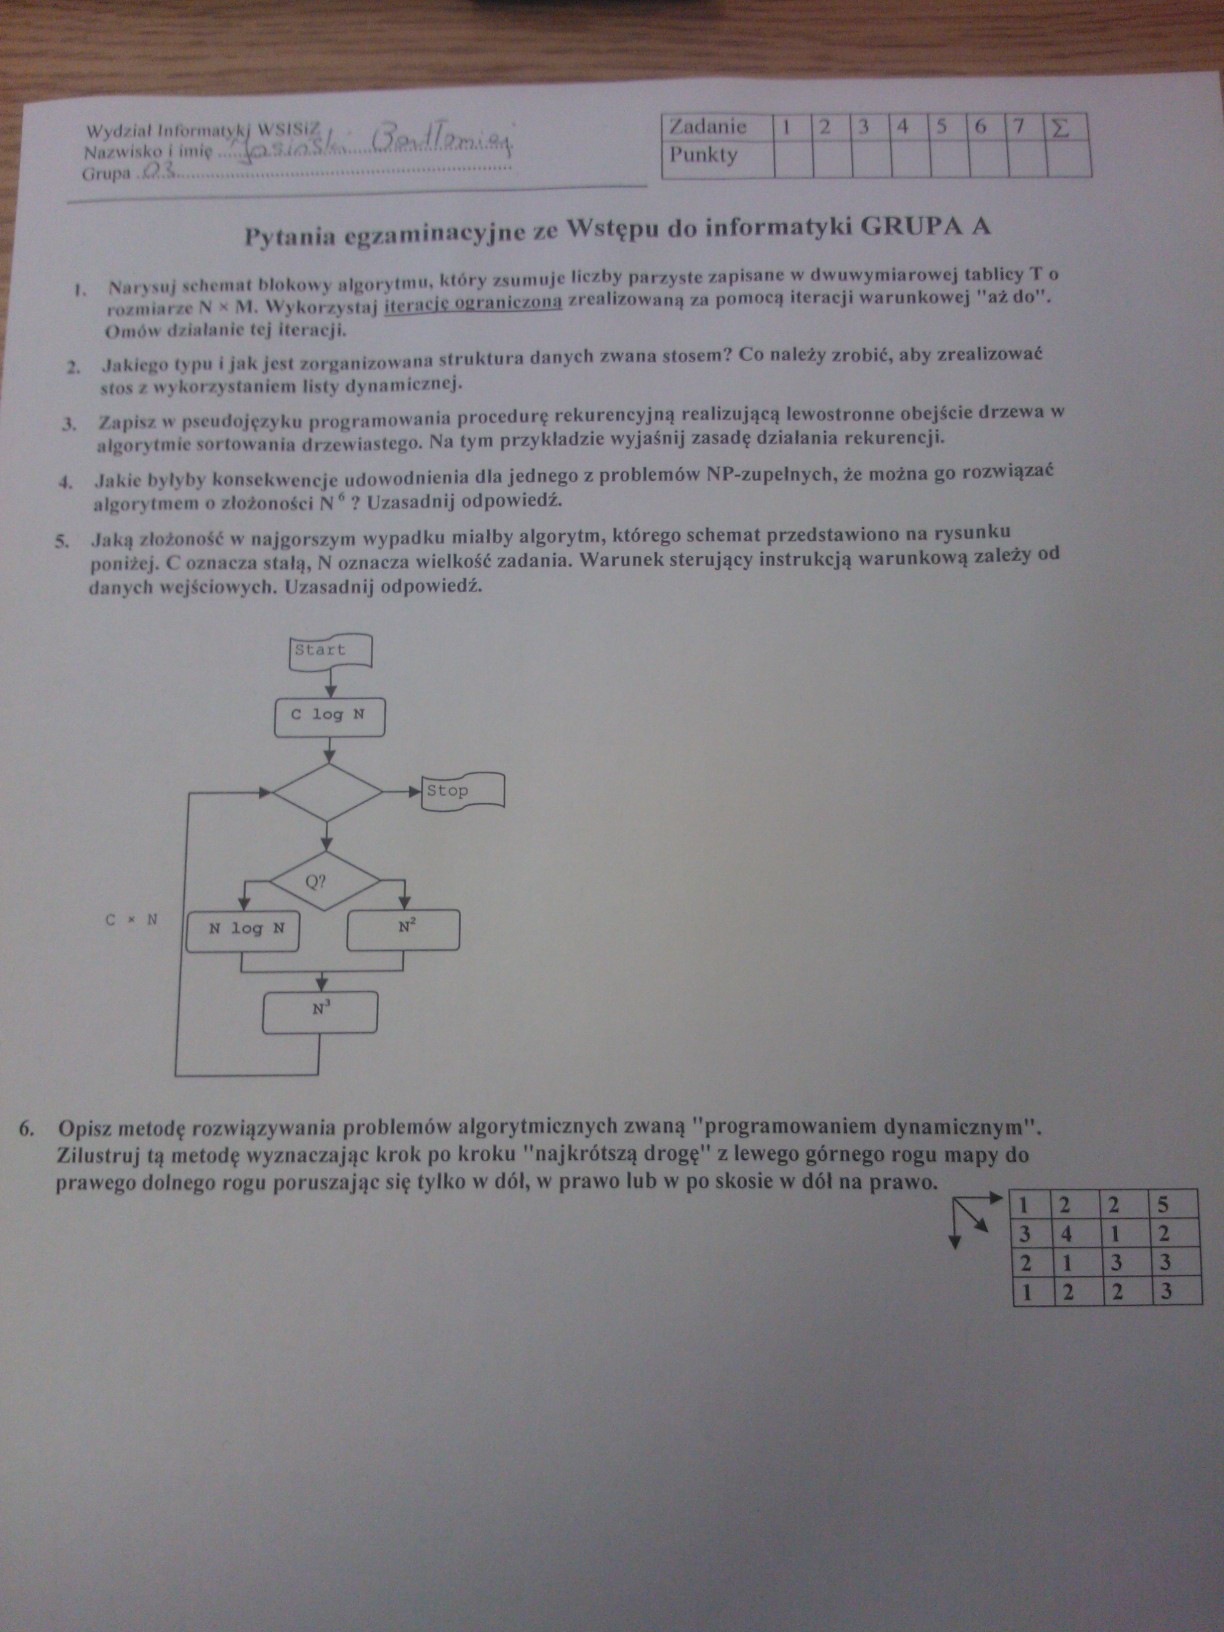 Wydział Informatyki WSISiZ
Nazwisko i imię Jasiński Bartłomiej
Grupa 03
Zadanie 1 2 3 4 5 6 7 Σ
Punkty
Pytania egzaminacyjne ze Wstępu do informatyki GRUPA A
1. Narysuj schemat blokowy algorytmu, który zsumuje liczby parzyste zapisane w dwuwymiarowej tablicy T o
rozmiarze N × M. Wykorzystaj iterację ograniczoną zrealizowaną za pomocą iteracji warunkowej "aż do".
Omów działanie tej iteracji.
2. Jakiego typu i jak jest zorganizowana struktura danych zwana stosem? Co należy zrobić, aby zrealizować
stos z wykorzystaniem listy dynamicznej.
3. Zapisz w pseudojęzyku programowania procedurę rekurencyjną realizującą lewostronne obejście drzewa w
algorytmie sortowania drzewiastego. Na tym przykładzie wyjaśnij zasadę działania rekurencji.
4. Jakie byłyby konsekwencje udowodnienia dla jednego z problemów NP-zupełnych, że można go rozwiązać
algorytmem o złożoności N⁶ ? Uzasadnij odpowiedź.
5. Jaką złożoność w najgorszym wypadku miałby algorytm, którego schemat przedstawiono na rysunku
poniżej. C oznacza stałą, N oznacza wielkość zadania. Warunek sterujący instrukcją warunkową zależy od
danych wejściowych. Uzasadnij odpowiedź.
Start
C log N
Stop
Q?
C × N
N log N
N²
N³
6. Opisz metodę rozwiązywania problemów algorytmicznych zwaną "programowaniem dynamicznym".
Zilustruj tą metodę wyznaczając krok po kroku "najkrótszą drogę" z lewego górnego rogu mapy do
prawego dolnego rogu poruszając się tylko w dół, w prawo lub w po skosie w dół na prawo.
1 2 2 5
3 4 1 2
2 1 3 3
1 2 2 3